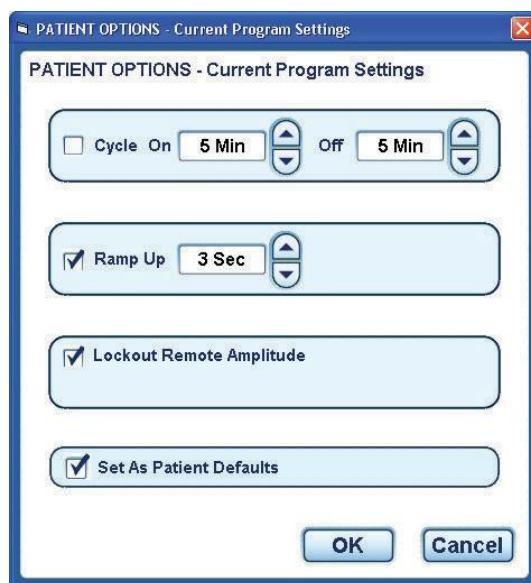 PATIENT OPTIONS - Current Program Settings
PATIENT OPTIONS - Current Program Settings
Cycle On 5 Min Off 5 Min
Ramp Up 3 Sec
Lockout Remote Amplitude
Set As Patient Defaults
OK Cancel